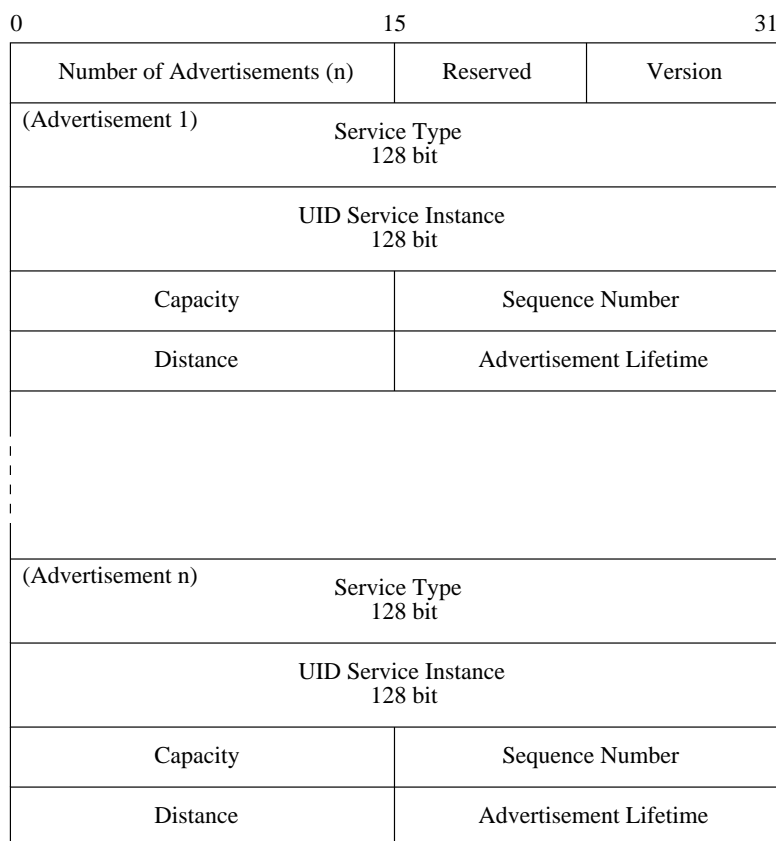 0 15 31
Number of Advertisements (n) Reserved Version
(Advertisement 1)
Service Type
128 bit
UID Service Instance
128 bit
Capacity Sequence Number
Distance Advertisement Lifetime
(Advertisement n)
Service Type
128 bit
UID Service Instance
128 bit
Capacity Sequence Number
Distance Advertisement Lifetime